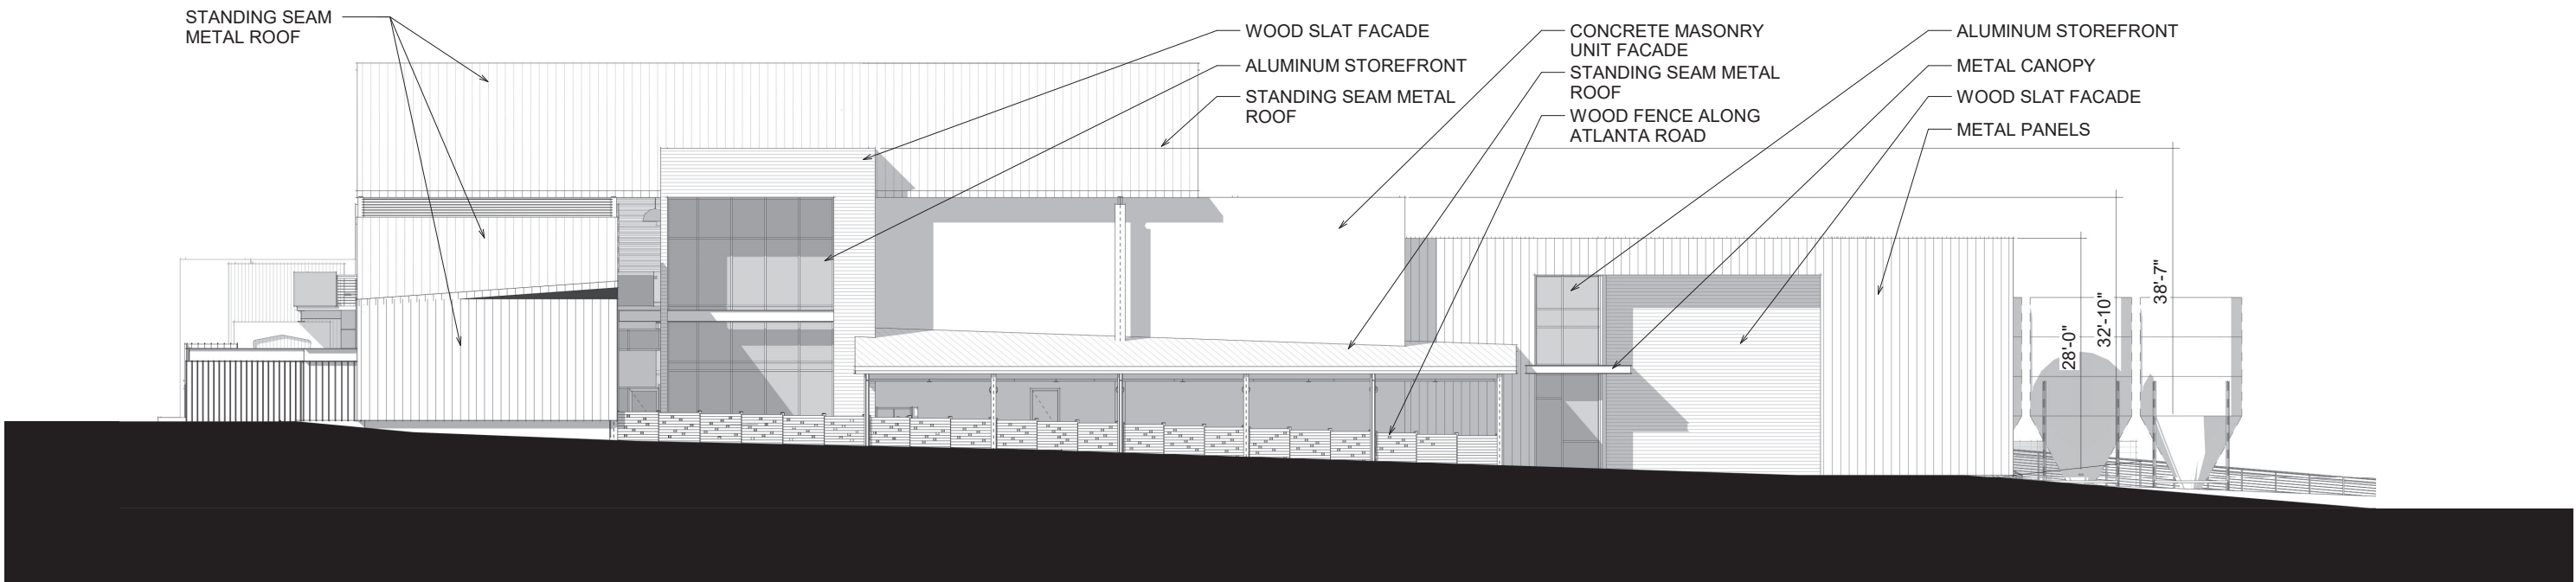 STANDING SEAM
METAL ROOF
WOOD SLAT FACADE
ALUMINUM STOREFRONT
STANDING SEAM METAL
ROOF
CONCRETE MASONRY
UNIT FACADE
STANDING SEAM METAL
ROOF
WOOD FENCE ALONG
ATLANTA ROAD
ALUMINUM STOREFRONT
METAL CANOPY
WOOD SLAT FACADE
METAL PANELS
28'-0"
32'-10"
38'-7"